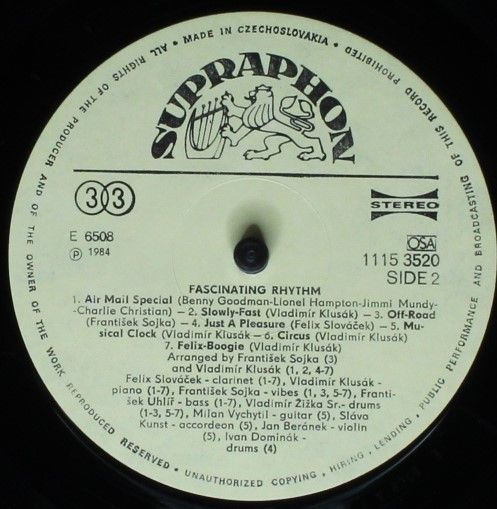 • MADE IN CZECHOSLOVAKIA •
ALL RIGHTS OF THE PRODUCER AND OF THE OWNER OF THE WORK REPRODUCED RESERVED • UNAUTHORIZED COPYING, HIRING, LENDING, PUBLIC PERFORMANCE AND BROADCASTING OF THIS RECORD PROHIBITED
SUPRAPHON
33
STEREO
E 6508
OSA
Ⓟ 1984
1115 3520
SIDE 2
FASCINATING RHYTHM
1. Air Mail Special (Benny Goodman-Lionel Hampton-Jimmi Mundy-
-Charlie Christian) — 2. Slowly-Fast (Vladimír Klusák) — 3. Off-Road
(František Sojka) — 4. Just A Pleasure (Felix Slováček) — 5. Mu-
sical Clock (Vladimír Klusák) — 6. Circus (Vladimír Klusák)
7. Felix-Boogie (Vladimír Klusák)
Arranged by František Sojka (3)
and Vladimír Klusák (1, 2, 4-7)
Felix Slováček - clarinet (1-7), Vladimír Klusák -
piano (1-7), František Sojka - vibes (1, 3, 5-7), Franti-
šek Uhlíř - bass (1-7), Vladimír Žižka Sr.- drums
(1-3, 5-7), Milan Vychytil - guitar (5), Sláva
Kunst - accordeon (5), Jan Beránek - violin
(5), Ivan Dominák -
drums (4)